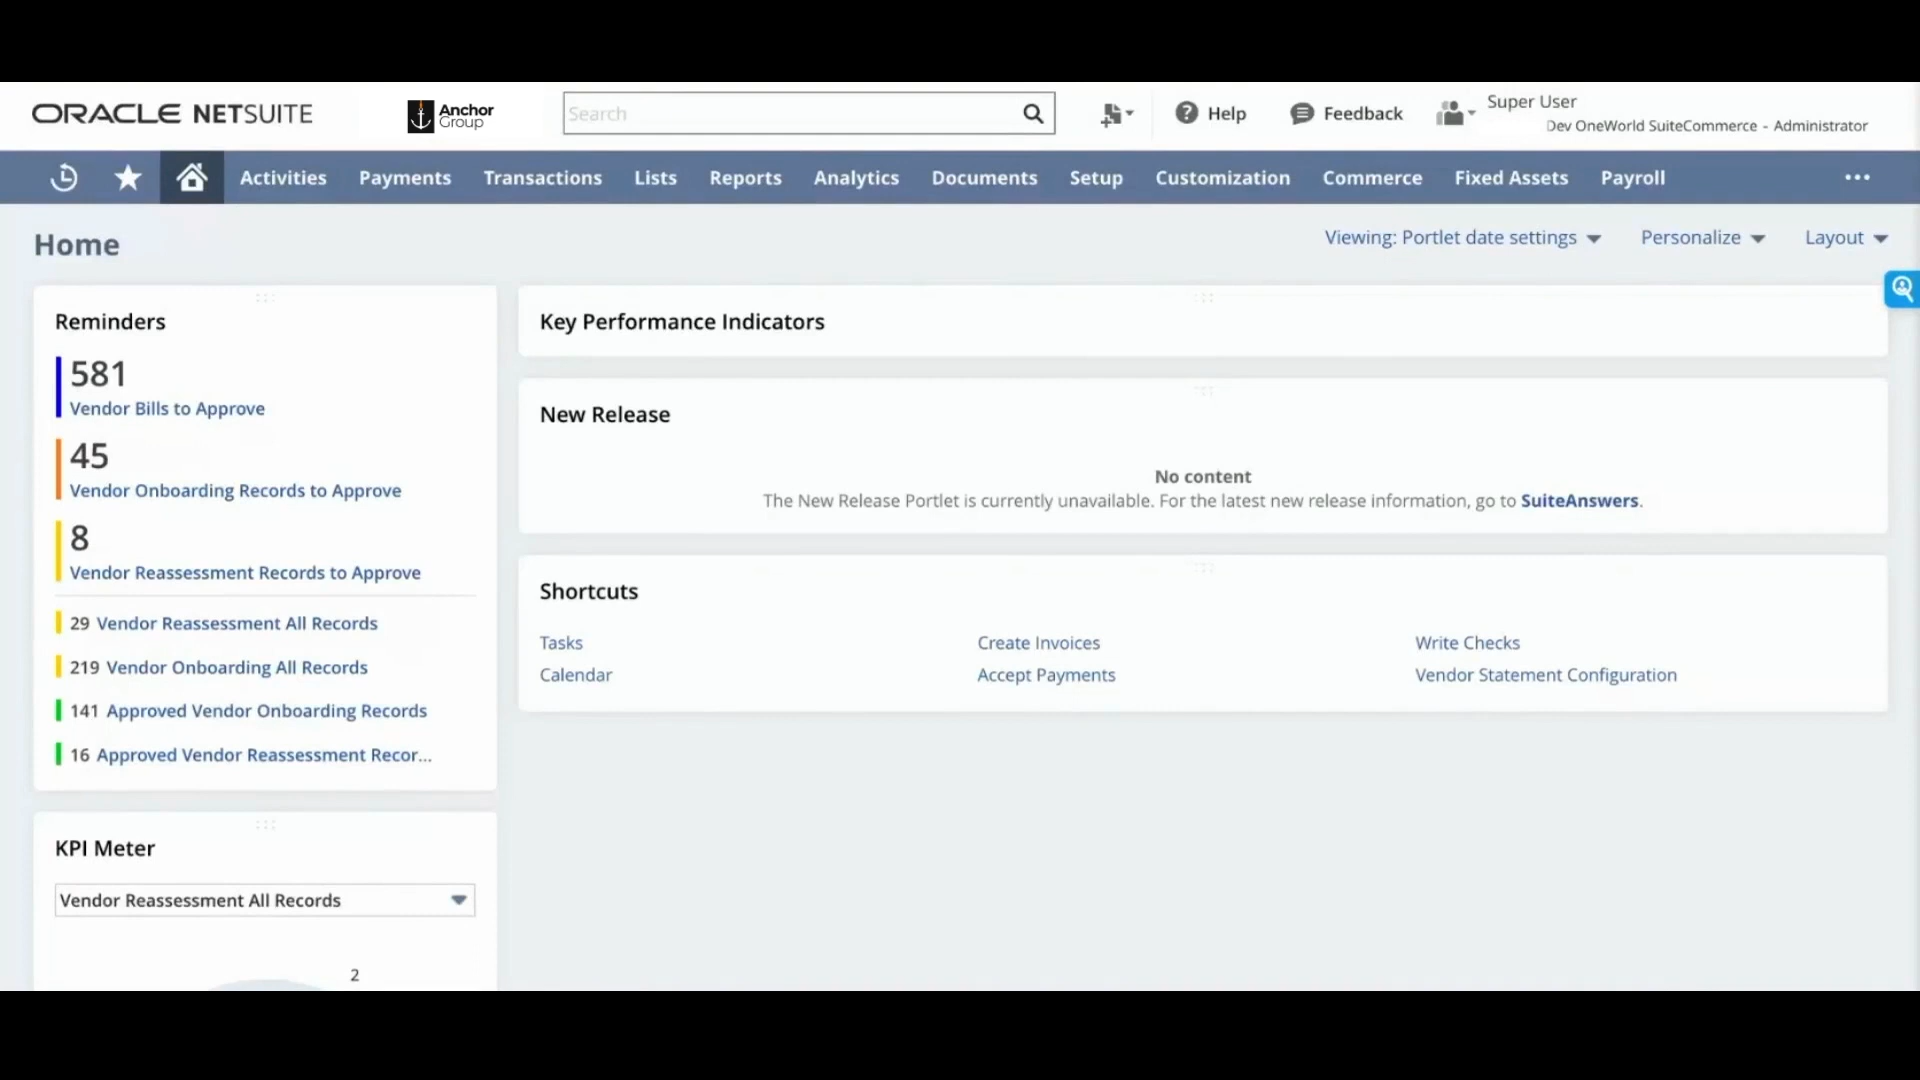 ORACLE NETSUITE
Anchor
Group
Search
Help
Feedback
Super User
Dev OneWorld SuiteCommerce - Administrator
Activities
Payments
Transactions
Lists
Reports
Analytics
Documents
Setup
Customization
Commerce
Fixed Assets
Payroll
Home
Viewing: Portlet date settings
Personalize
Layout
Reminders
581
Vendor Bills to Approve
45
Vendor Onboarding Records to Approve
8
Vendor Reassessment Records to Approve
29 Vendor Reassessment All Records
219 Vendor Onboarding All Records
141 Approved Vendor Onboarding Records
16 Approved Vendor Reassessment Recor...
KPI Meter
Vendor Reassessment All Records
2
Key Performance Indicators
New Release
No content
The New Release Portlet is currently unavailable. For the latest new release information, go to SuiteAnswers.
Shortcuts
Tasks
Create Invoices
Write Checks
Calendar
Accept Payments
Vendor Statement Configuration